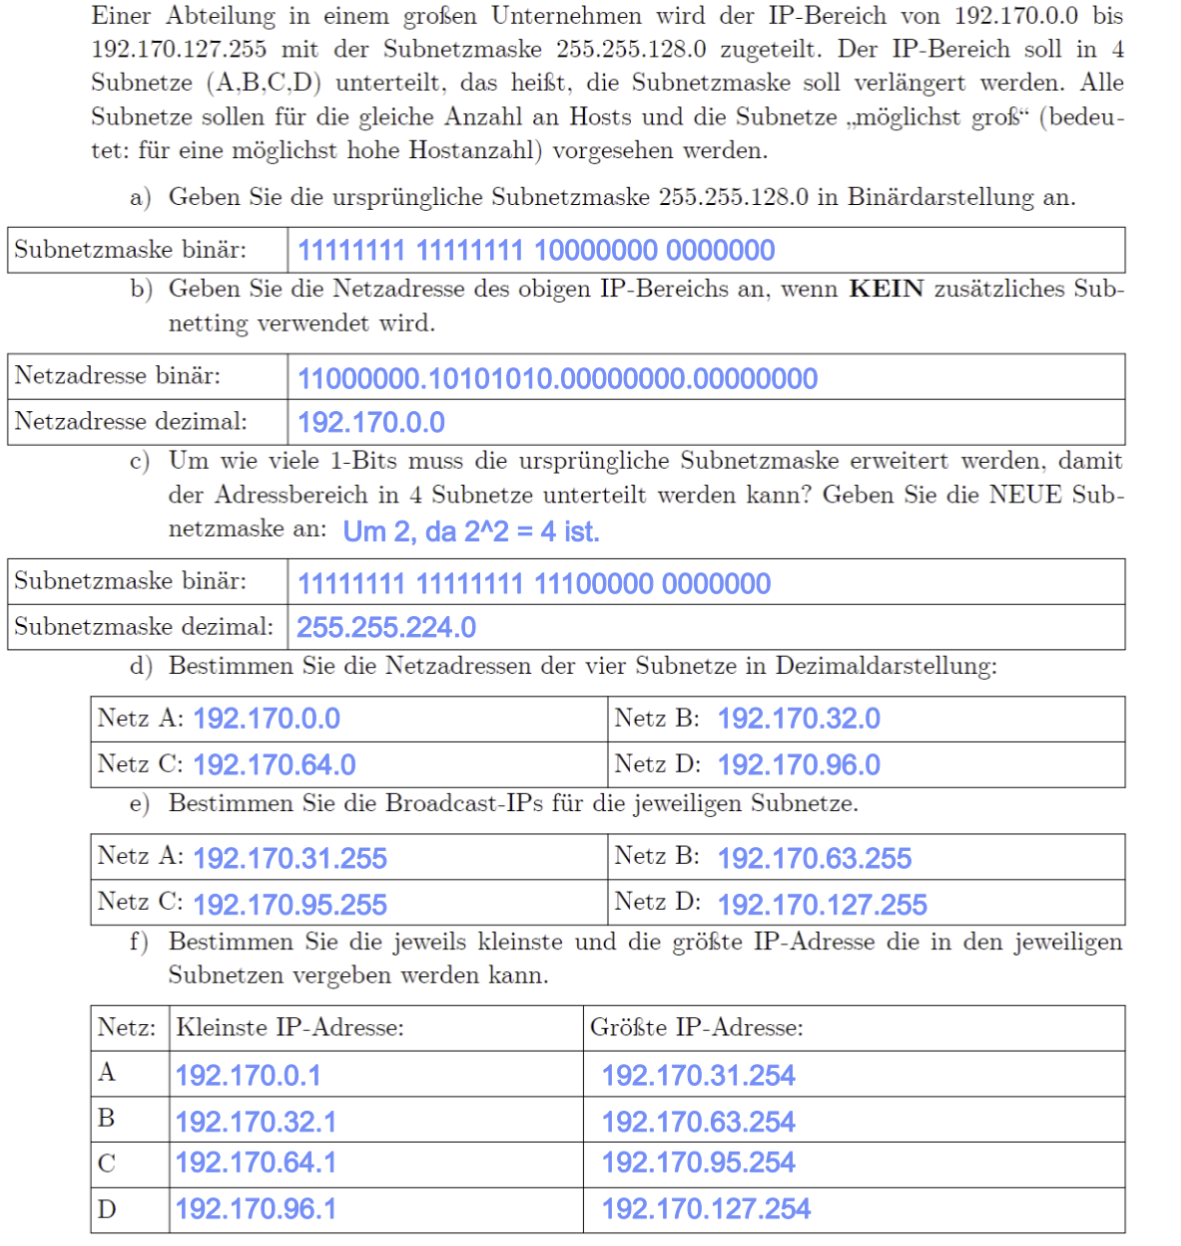 Einer Abteilung in einem großen Unternehmen wird der IP-Bereich von 192.170.0.0 bis
192.170.127.255 mit der Subnetzmaske 255.255.128.0 zugeteilt. Der IP-Bereich soll in 4
Subnetze (A,B,C,D) unterteilt, das heißt, die Subnetzmaske soll verlängert werden. Alle
Subnetze sollen für die gleiche Anzahl an Hosts und die Subnetze „möglichst groß“ (bedeu-
tet: für eine möglichst hohe Hostanzahl) vorgesehen werden.
a) Geben Sie die ursprüngliche Subnetzmaske 255.255.128.0 in Binärdarstellung an.
Subnetzmaske binär: 11111111 11111111 10000000 0000000
b) Geben Sie die Netzadresse des obigen IP-Bereichs an, wenn KEIN zusätzliches Sub-
netting verwendet wird.
Netzadresse binär: 11000000.10101010.00000000.00000000
Netzadresse dezimal: 192.170.0.0
c) Um wie viele 1-Bits muss die ursprüngliche Subnetzmaske erweitert werden, damit
der Adressbereich in 4 Subnetze unterteilt werden kann? Geben Sie die NEUE Sub-
netzmaske an: Um 2, da 2^2 = 4 ist.
Subnetzmaske binär: 11111111 11111111 11100000 0000000
Subnetzmaske dezimal: 255.255.224.0
d) Bestimmen Sie die Netzadressen der vier Subnetze in Dezimaldarstellung:
Netz A: 192.170.0.0 Netz B: 192.170.32.0
Netz C: 192.170.64.0 Netz D: 192.170.96.0
e) Bestimmen Sie die Broadcast-IPs für die jeweiligen Subnetze.
Netz A: 192.170.31.255 Netz B: 192.170.63.255
Netz C: 192.170.95.255 Netz D: 192.170.127.255
f) Bestimmen Sie die jeweils kleinste und die größte IP-Adresse die in den jeweiligen
Subnetzen vergeben werden kann.
Netz: Kleinste IP-Adresse: Größte IP-Adresse:
A 192.170.0.1 192.170.31.254
B 192.170.32.1 192.170.63.254
C 192.170.64.1 192.170.95.254
D 192.170.96.1 192.170.127.254